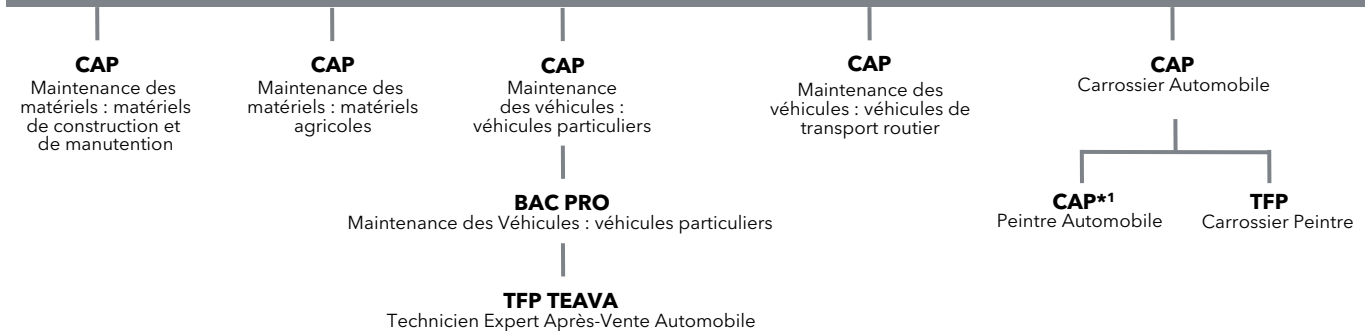 CAP
Maintenance des
matériels : matériels
de construction et
de manutention
CAP
Maintenance des
matériels : matériels
agricoles
CAP
Maintenance
des véhicules :
véhicules particuliers
CAP
Maintenance des
véhicules : véhicules de
transport routier
CAP
Carrossier Automobile
BAC PRO
Maintenance des Véhicules : véhicules particuliers
CAP*¹
Peintre Automobile
TFP
Carrossier Peintre
TFP TEAVA
Technicien Expert Après-Vente Automobile